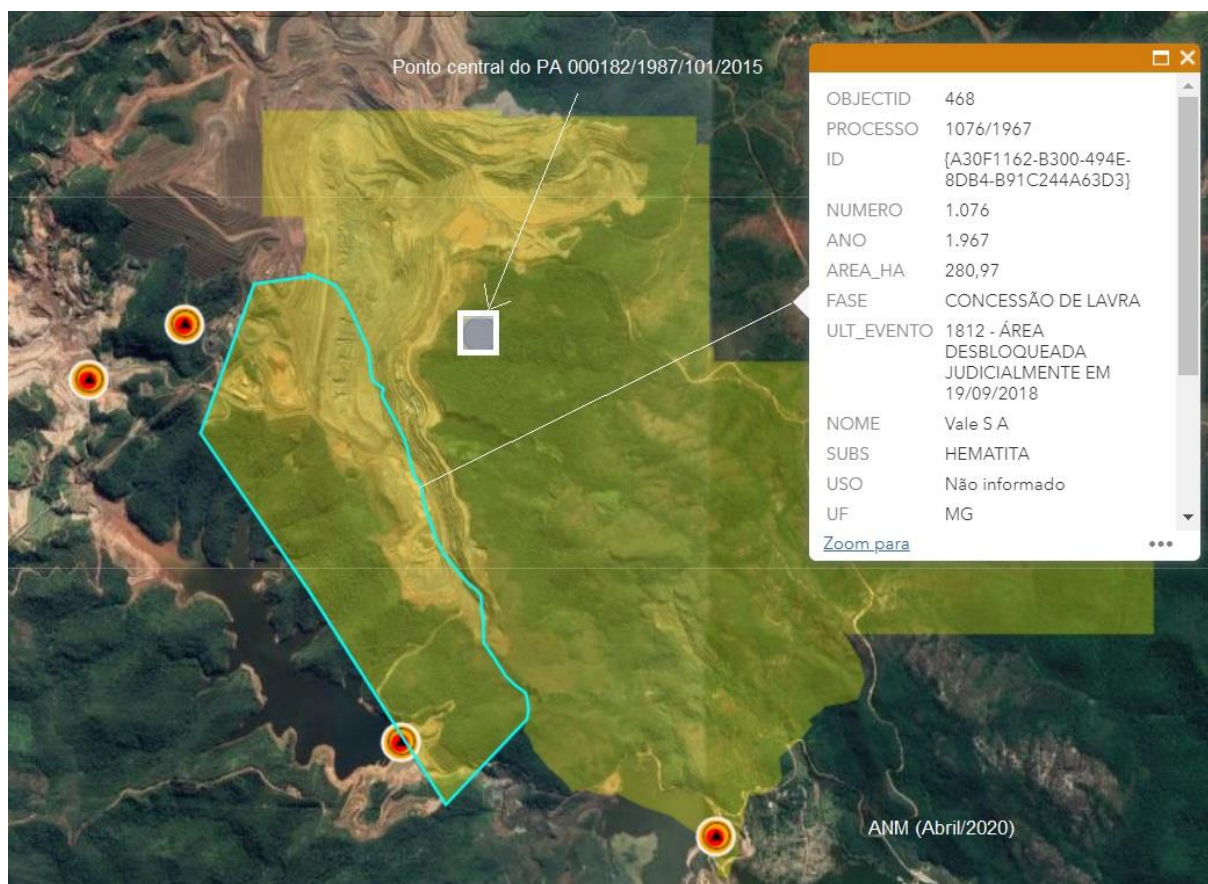 Ponto central do PA 000182/1987/101/2015
OBJECTID 468
PROCESSO 1076/1967
ID {A30F1162-B300-494E-
8DB4-B91C244A63D3}
NUMERO 1.076
ANO 1.967
AREA_HA 280,97
FASE CONCESSÃO DE LAVRA
ULT_EVENTO 1812 - ÁREA
DESBLOQUEADA
JUDICIALMENTE EM
19/09/2018
NOME Vale S A
SUBS HEMATITA
USO Não informado
UF MG
Zoom para
ANM (Abril/2020)